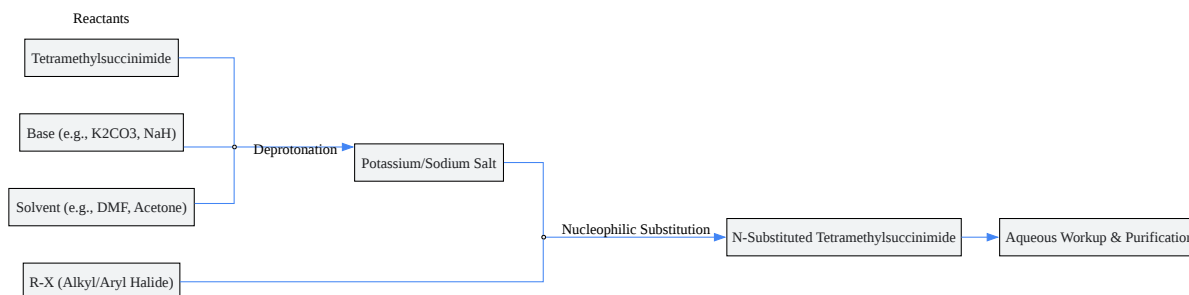 Reactants
Tetramethylsuccinimide
Base (e.g., K2CO3, NaH)
Deprotonation
Potassium/Sodium Salt
Solvent (e.g., DMF, Acetone)
Nucleophilic Substitution
N-Substituted Tetramethylsuccinimide
Aqueous Workup & Purification
R-X (Alkyl/Aryl Halide)